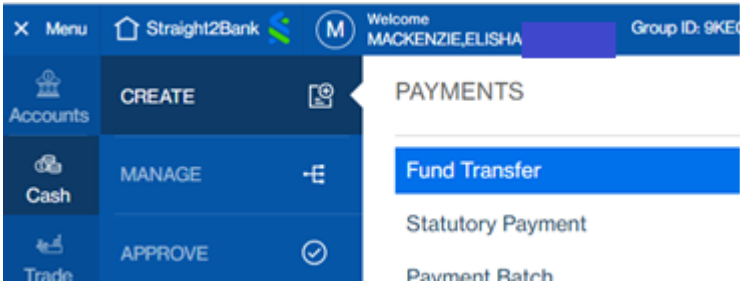 × Menu Straight2Bank M Welcome
MACKENZIE,ELISHA Group ID: 9KE
Accounts
CREATE
PAYMENTS
Cash
MANAGE
Fund Transfer
Statutory Payment
Trade
APPROVE
Payment Batch